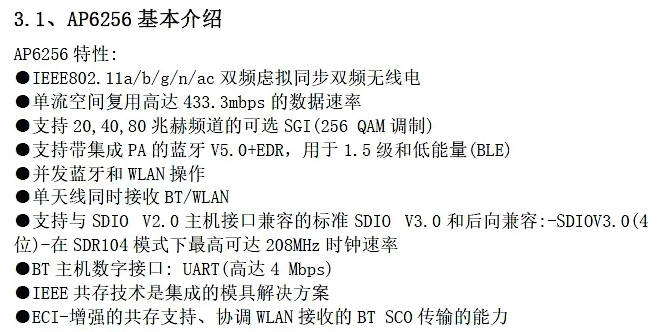 3.1、AP6256 基本介绍
AP6256 特性:
●IEEE802.11a/b/g/n/ac 双频虑拟同步双频无线电
●单流空间复用高达 433.3mbps 的数据速率
●支持 20,40,80 兆赫频道的可选 SGI(256 QAM 调制)
●支持带集成 PA 的蓝牙 V5.0+EDR，用于 1.5 级和低能量(BLE)
●并发蓝牙和 WLAN 操作
●单天线同时接收 BT/WLAN
●支持与 SDIO V2.0 主机接口兼容的标准 SDIO V3.0 和后向兼容:-SDIOV3.0(4
位)-在 SDR104 模式下最高可达 208MHz 时钟速率
●BT 主机数字接口: UART(高达 4 Mbps)
●IEEE 共存技术是集成的模具解决方案
●ECI-增强的共存支持、协调 WLAN 接收的 BT SCO 传输的能力